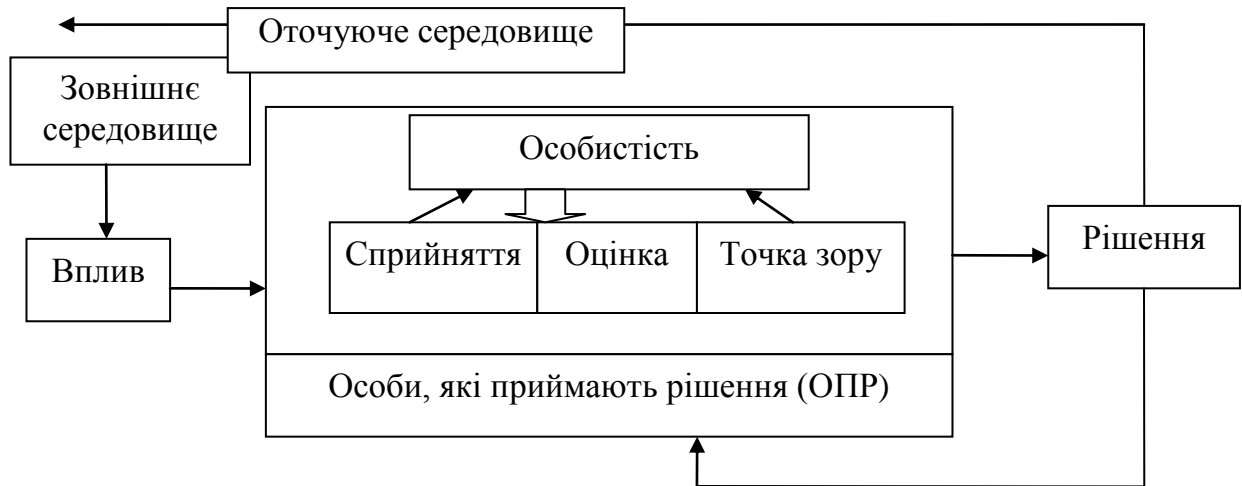 Оточуюче середовище
Зовнішнє
середовище
Особистість
Сприйняття
Оцінка
Точка зору
Вплив
Рішення
Особи, які приймають рішення (ОПР)